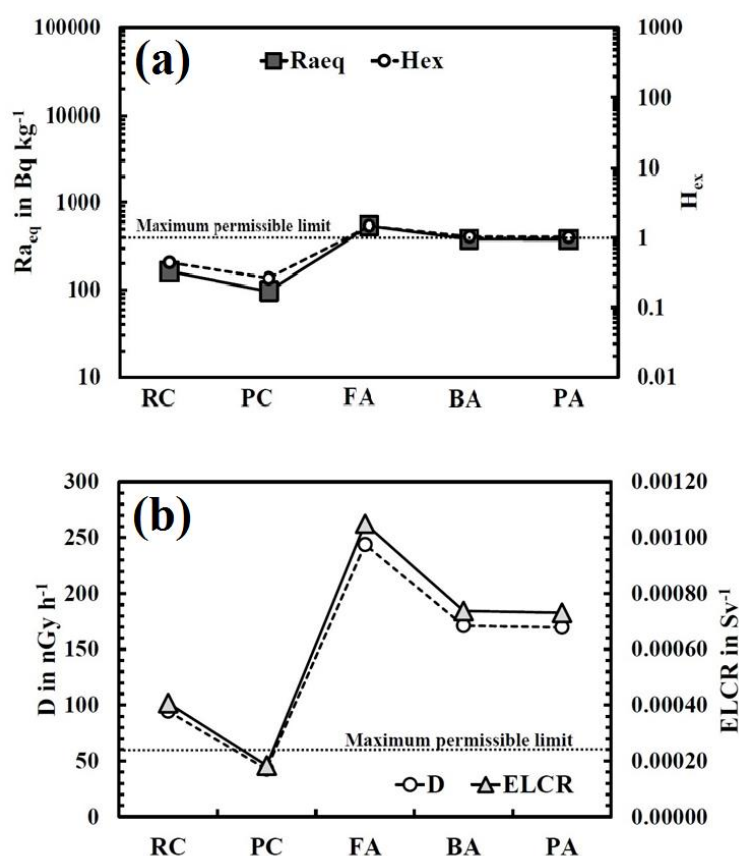 (a)
Raeq Hex
100000
10000
1000
100
10
Raeq in Bq kg⁻¹
1000
100
10
1
0.1
0.01
Hex
Maximum permissible limit
RC PC FA BA PA
(b)
300
250
200
150
100
50
0
D in nGy h⁻¹
0.00120
0.00100
0.00080
0.00060
0.00040
0.00020
0.00000
ELCR in Sv⁻¹
Maximum permissible limit
D ELCR
RC PC FA BA PA